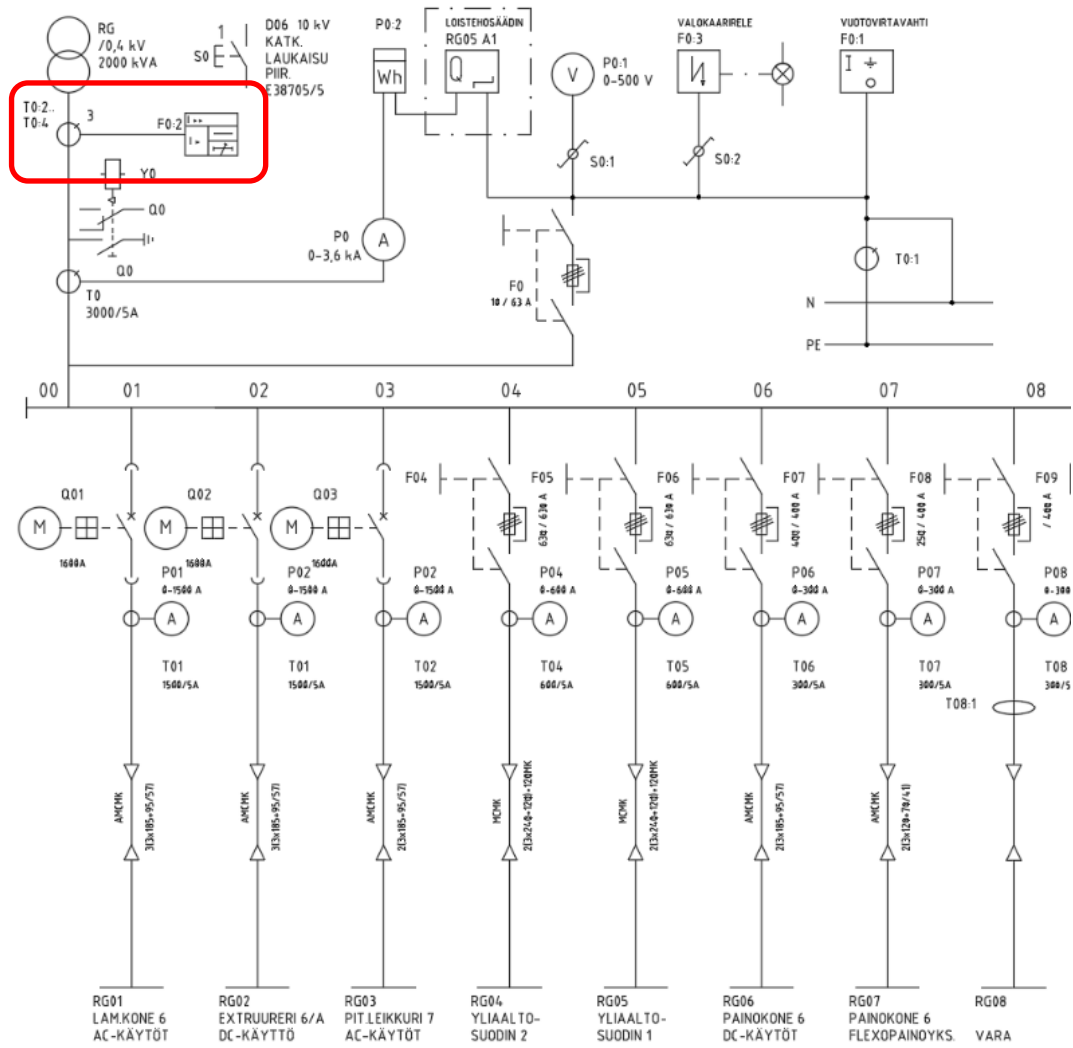 RG
/0,4 kV
2000 kVA
1
S0
D06 10 kV
KATK.
LAUKAISU
PIIR.
E38705/5
P0:2
Wh
LOISTEHOSÄÄDIN
RG05 A1
Q
V
P0:1
0-500 V
VALOKAARIRELE
F0:3
VUOTOVIRTAVAHTI
F0:1
I
T0:2..
T0:4
3
F0:2
I >>
I >
Y0
Q0
Q0
T0
3000/5A
P0
0-3,6 kA
A
S0:1
S0:2
F0
10 / 63 A
T0:1
N
PE
00 01 02 03 04 05 06 07 08
Q01 Q02 Q03 F04 F05 F06 F07 F08 F09
M M M
1600A 1600A 1600A
630 / 630 A
630 / 630 A
400 / 400 A
250 / 400 A
/ 400 A
P01 P02 P02 P04 P05 P06 P07 P08
0-1500 A 0-1500 A 0-1500 A 0-600 A 0-600 A 0-300 A 0-300 A 0-300
A A A A A A A A
T01 T01 T02 T04 T05 T06 T07 T08
1500/5A 1500/5A 1500/5A 600/5A 600/5A 300/5A 300/5A 300/5
T08:1
AMCMK
3(3x185+95/57)
AMCMK
3(3x185+95/57)
AMCMK
2(3x185+95/57)
MCMK
2(3x240+120)+120MK
MCMK
2(3x240+120)+120MK
AMCMK
2(3x185+95/57)
AMCMK
2(3x120+70/41)
RG01
LAM.KONE 6
AC-KÄYTÖT
RG02
EXTRUURERI 6/A
DC-KÄYTTÖ
RG03
PIT.LEIKKURI 7
AC-KÄYTÖT
RG04
YLIAALTO-
SUODIN 2
RG05
YLIAALTO-
SUODIN 1
RG06
PAINOKONE 6
DC-KÄYTÖT
RG07
PAINOKONE 6
FLEXOPAINOYKS.
RG08
VARA